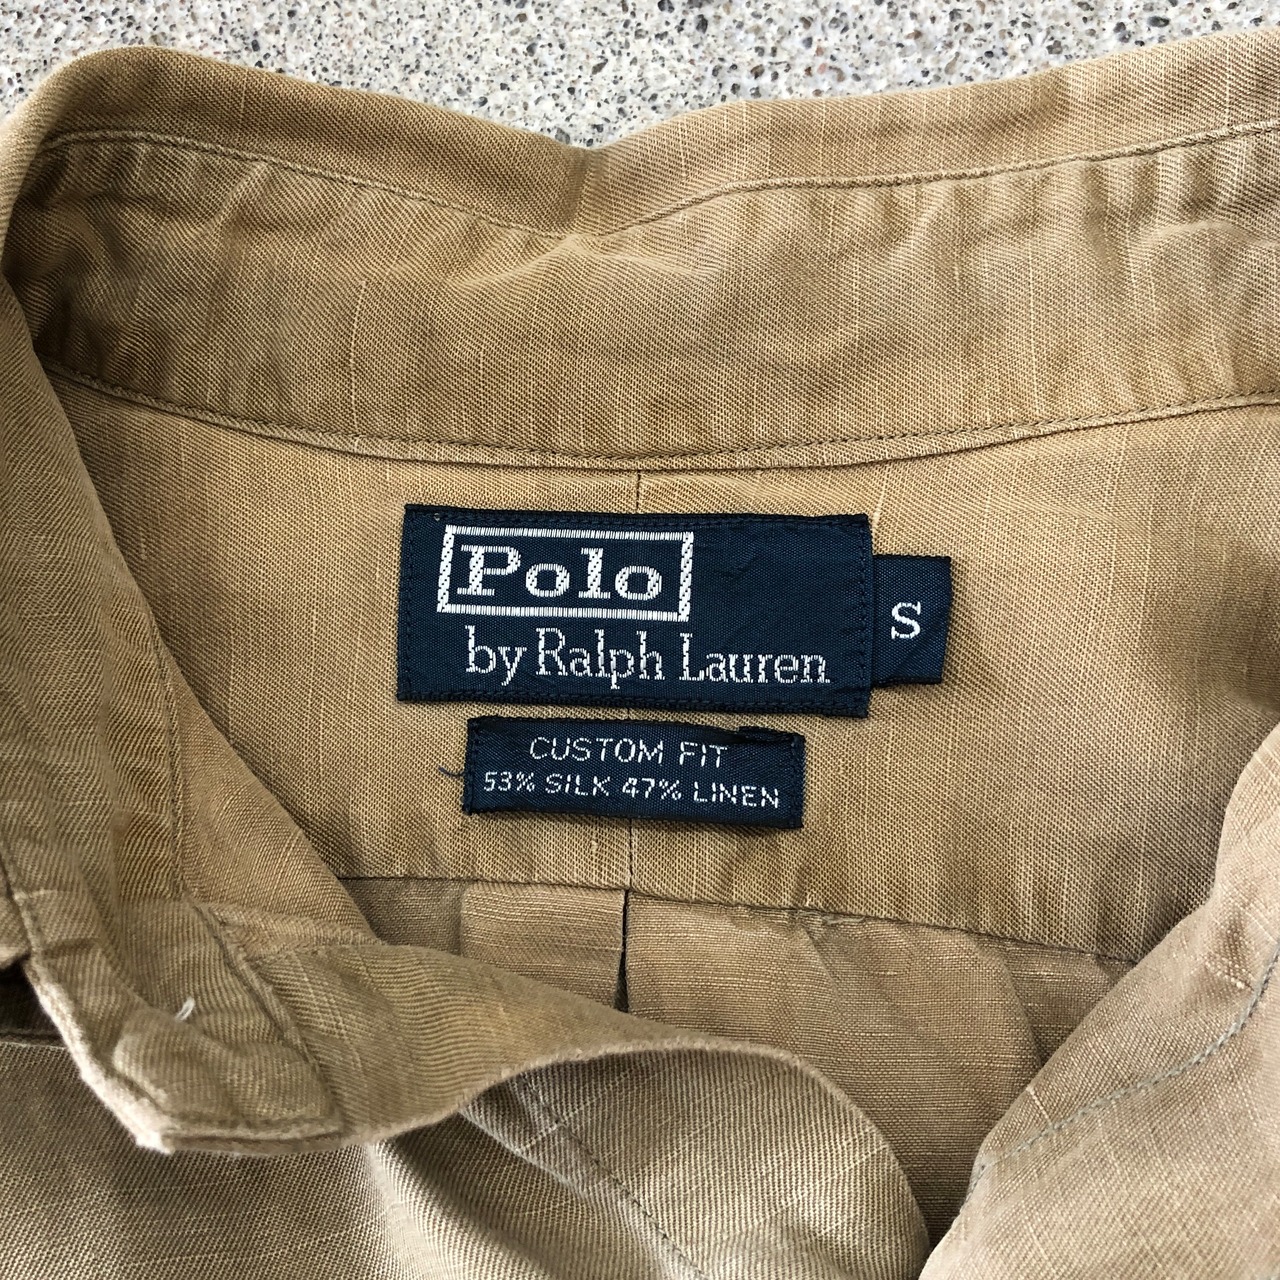 Polo
by Ralph Lauren
S
CUSTOM FIT
53% SILK 47% LINEN